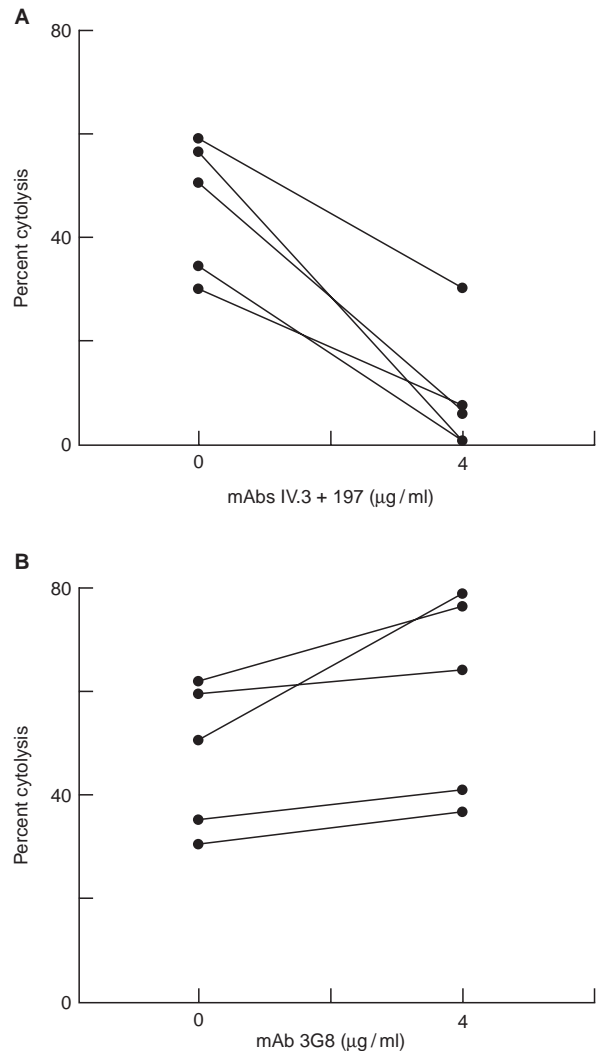 A
80
40
0
Percent cytolysis
0 4
mAbs IV.3 + 197 (μg / ml)
B
80
40
0
Percent cytolysis
0 4
mAb 3G8 (μg / ml)